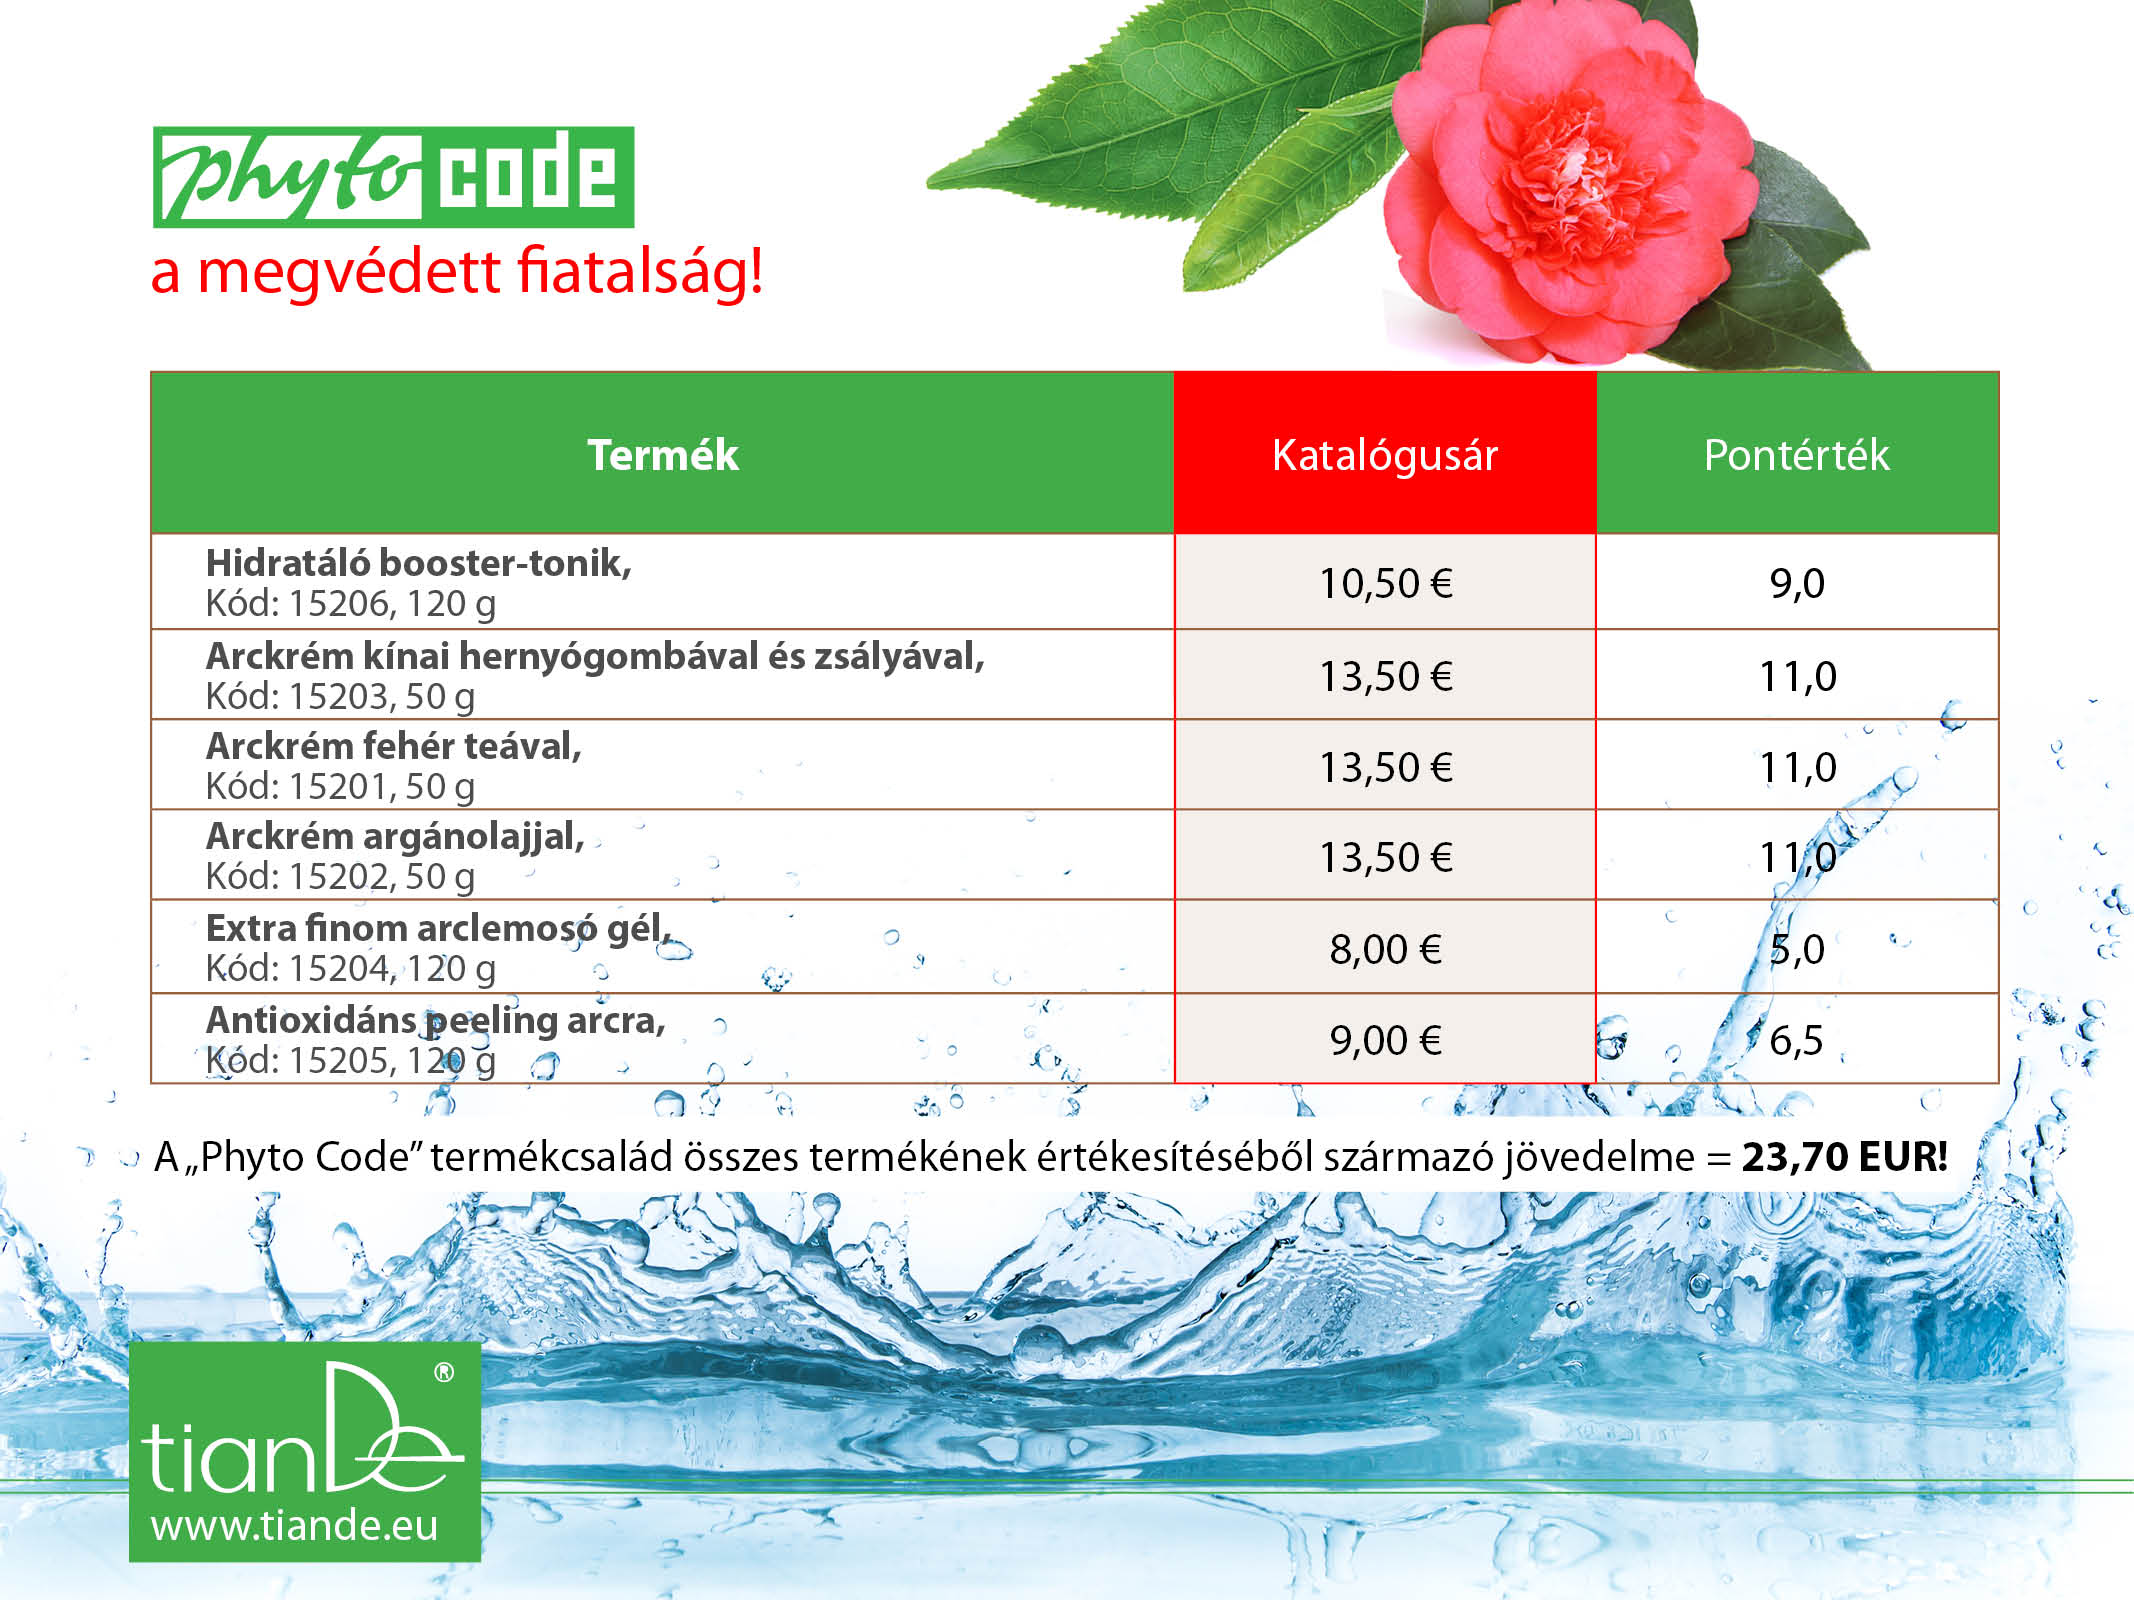 phyto code
a megvédett fiatalság!
Termék Katalógusár Pontérték
Hidratáló booster-tonik,
Kód: 15206, 120 g
10,50 € 9,0
Arckrém kínai hernyógombával és zsályával,
Kód: 15203, 50 g
13,50 € 11,0
Arckrém fehér teával,
Kód: 15201, 50 g
13,50 € 11,0
Arckrém argánolajjal,
Kód: 15202, 50 g
13,50 € 11,0
Extra finom arclemosó gél,
Kód: 15204, 120 g
8,00 € 5,0
Antioxidáns peeling arcra,
Kód: 15205, 120 g
9,00 € 6,5
A „Phyto Code” termékcsalád összes termékének értékesítéséből származó jövedelme = 23,70 EUR!
tianDe ®
www.tiande.eu